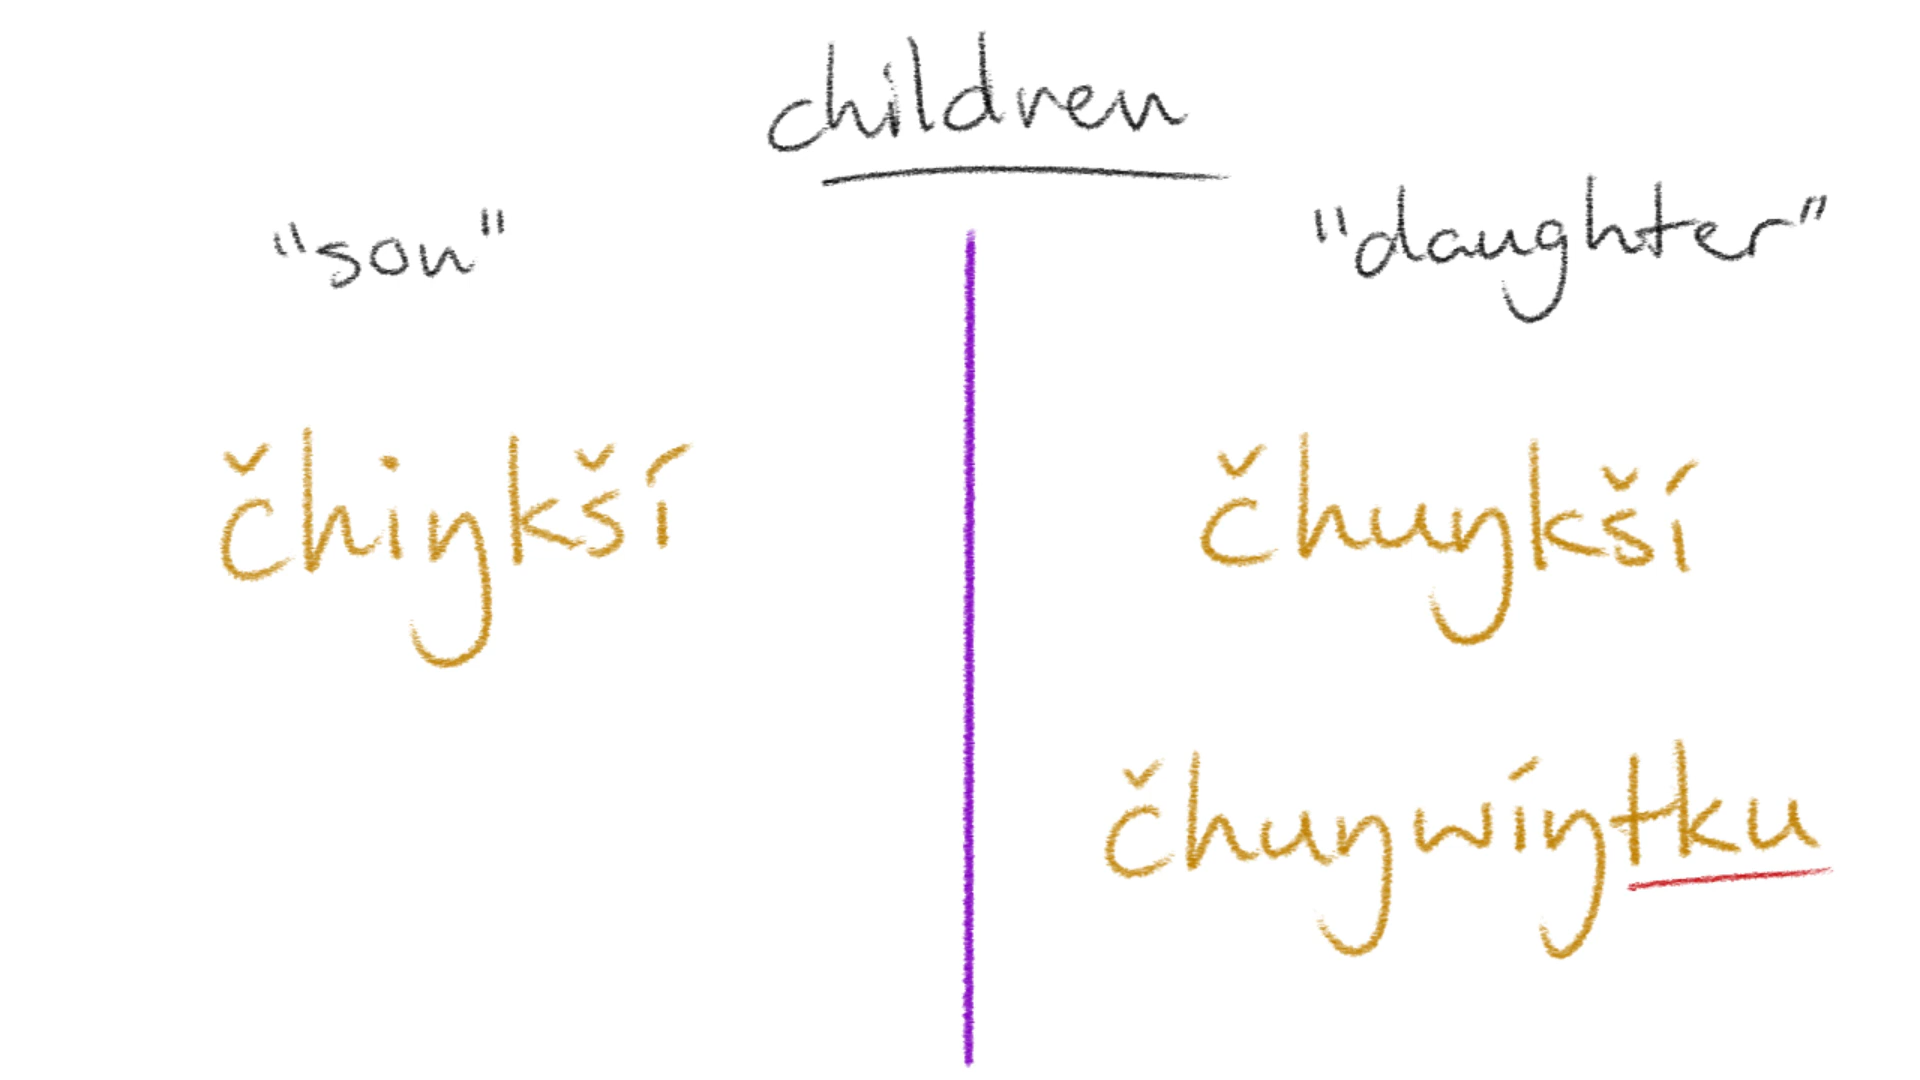 children
"son"
"daughter"
čhiŋkší
čhuŋkší
čhuŋwíŋtku